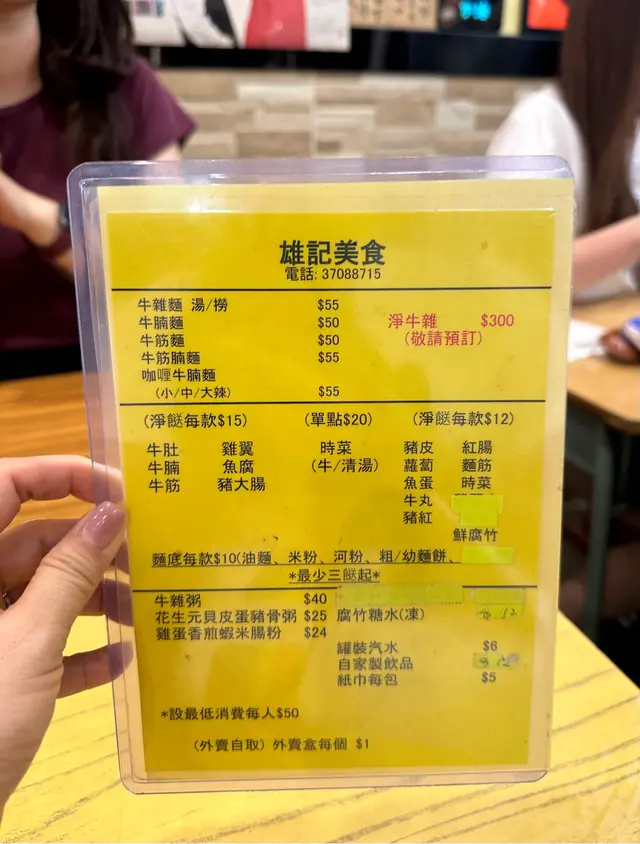 雄記美食
電話: 37088715
牛雜麵 湯/撈 $55
牛腩麵 $50
牛筋麵 $50
牛筋腩麵 $55
咖喱牛腩麵
(小/中/大辣) $55
淨牛雜 $300
(敬請預訂)
(淨餸每款$15) (單點$20) (淨餸每款$12)
牛肚 雞翼 時菜 豬皮 紅腸
牛腩 魚腐 (牛/清湯)蘿蔔 麵筋
牛筋 豬大腸 魚蛋 時菜
牛丸
豬紅
鮮腐竹
麵底每款$10(油麵、米粉、河粉、粗/幼麵餅、
*最少三餸起*
牛雜粥 $40
花生元貝皮蛋豬骨粥 $25 腐竹糖水(凍)
雞蛋香煎蝦米腸粉 $24
罐裝汽水 $6
自家製飲品
紙巾每包 $5
*設最低消費每人$50
(外賣自取) 外賣盒每個 $1